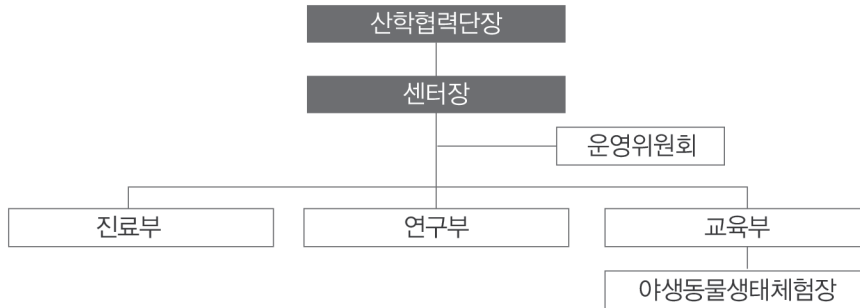 산학협력단장
센터장
운영위원회
진료부
연구부
교육부
야생동물생태체험장